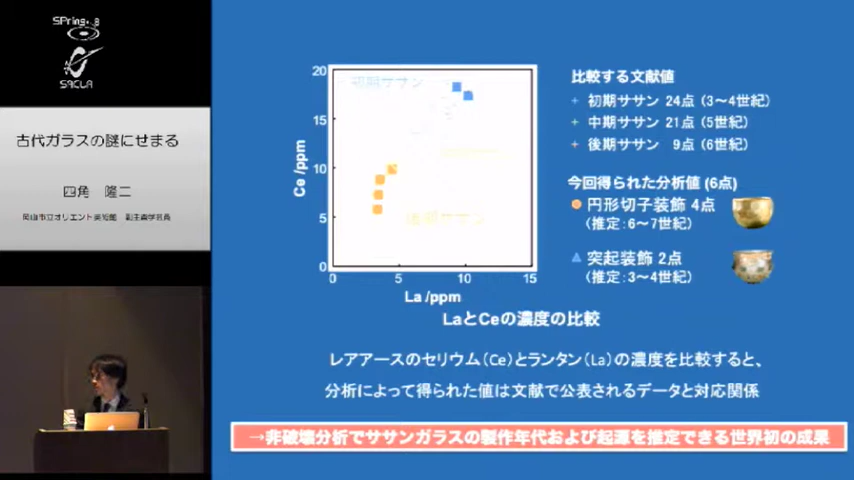 SPring-8
SACLA
古代ガラスの謎にせまる
四角 隆二
岡山市立オリエント美術館 副主査学芸員
20
15
10
5
0
Ce /ppm
初期ササン
後期ササン
0 5 10 15
La /ppm
LaとCeの濃度の比較
比較する文献値
+ 初期ササン 24点 (3~4世紀)
+ 中期ササン 21点 (5世紀)
+ 後期ササン 9点 (6世紀)
今回得られた分析値 (6点)
円形切子装飾 4点
(推定:6~7世紀)
突起装飾 2点
(推定:3~4世紀)
レアアースのセリウム(Ce)とランタン(La)の濃度を比較すると、
分析によって得られた値は文献で公表されるデータと対応関係
→非破壊分析でササンガラスの製作年代および起源を推定できる世界初の成果